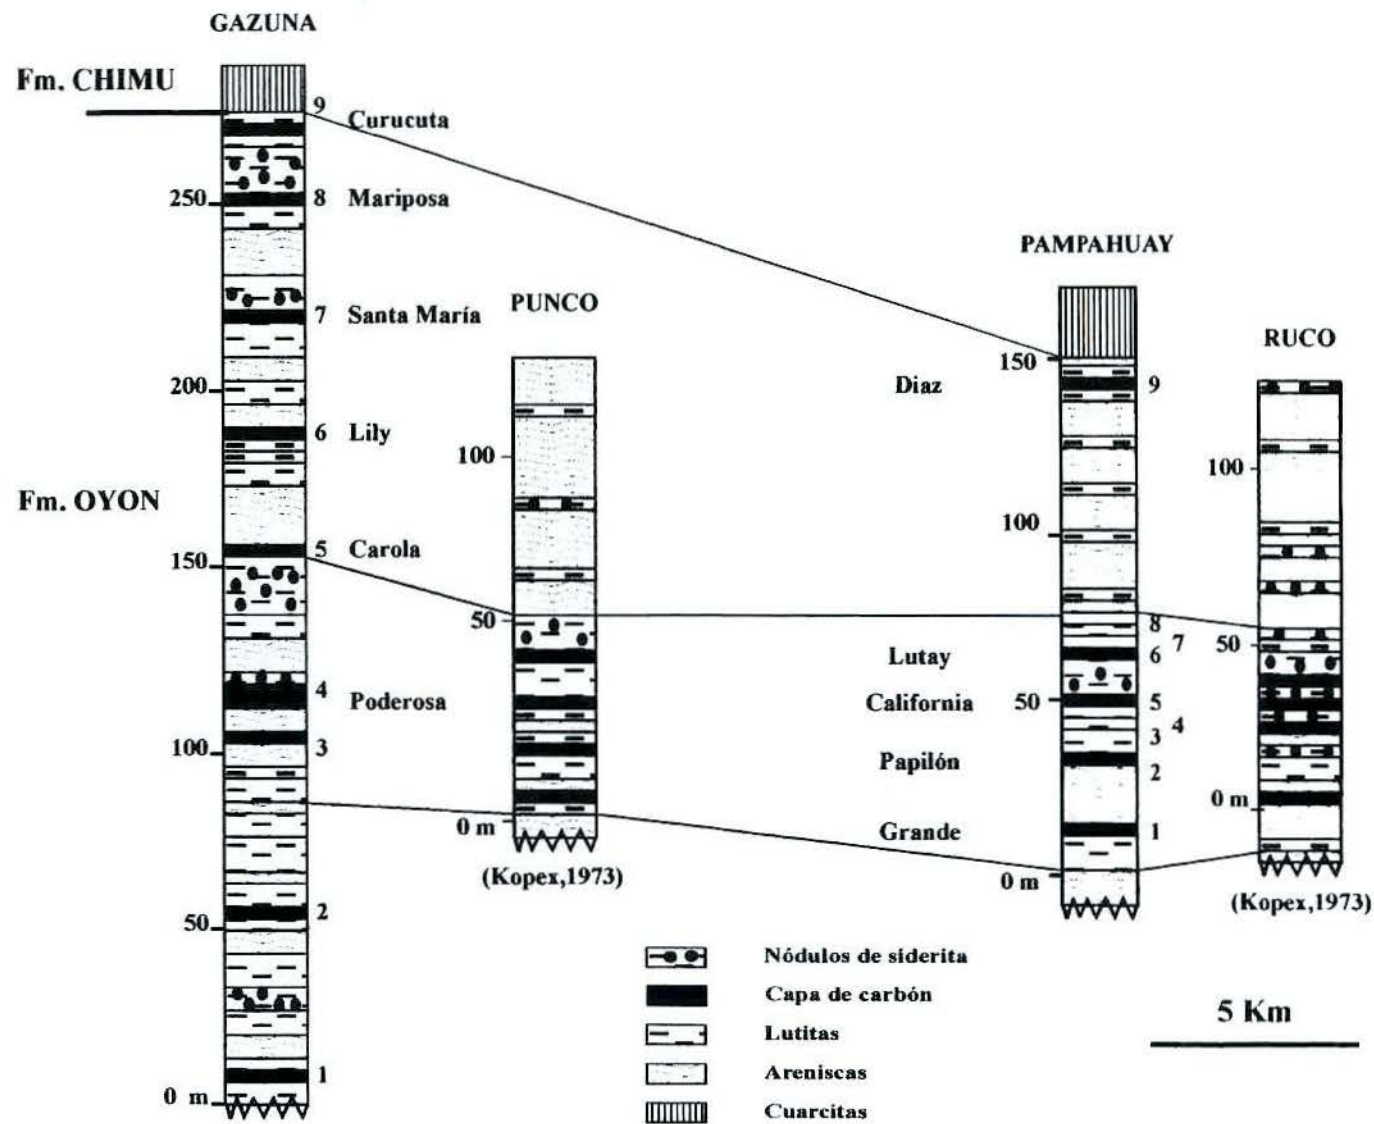 GAZUNA
Fm. CHIMU
9
Curucuta
250
8 Mariposa
7 Santa María
200
6 Lily
Fm. OYON
5 Carola
150
4
Poderosa
100
3
2
50
1
0 m
PUNCO
100
50
0 m
(Kopex,1973)
PAMPAHUAY
150
Diaz
9
100
8
7
Lutay
6
California
50
5
4
3
Papilón
2
Grande
1
0 m
RUCO
100
50
0 m
(Kopex,1973)
Nódulos de siderita
Capa de carbón
Lutitas
Areniscas
Cuarcitas
5 Km